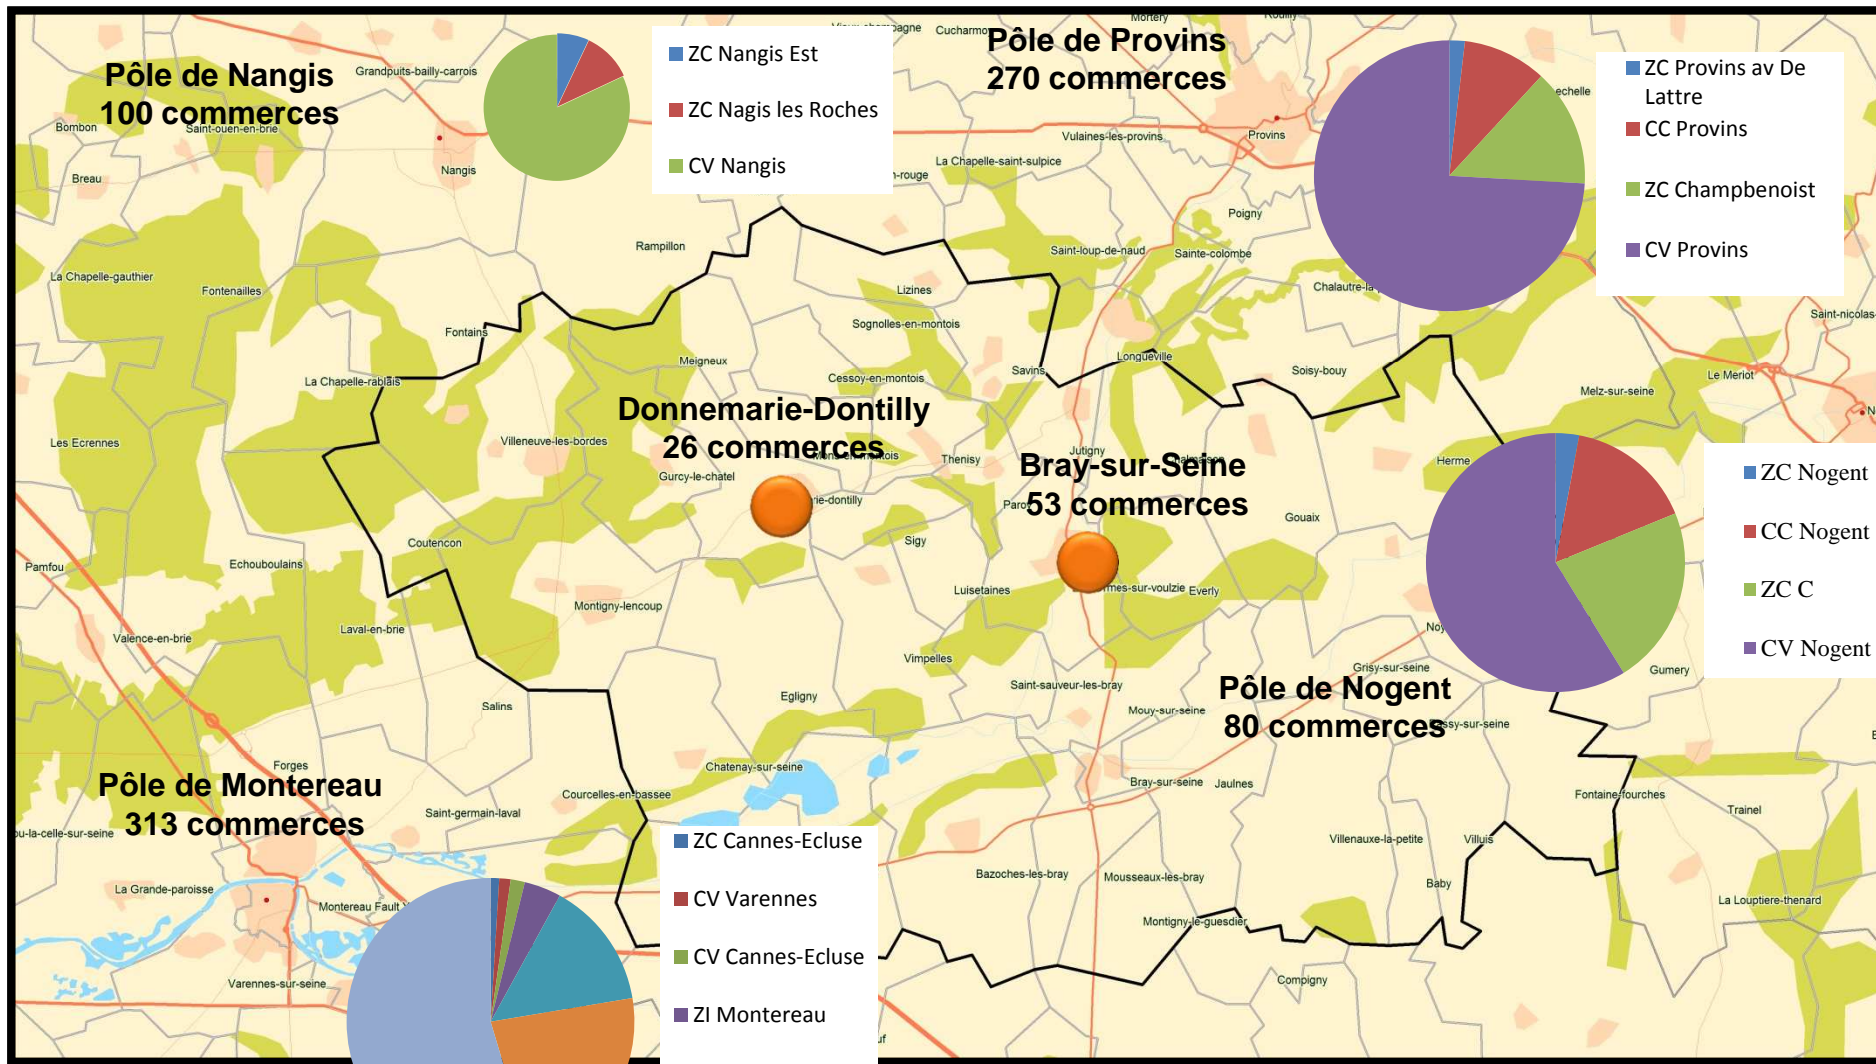 Pôle de Nangis
100 commerces
ZC Nangis Est
ZC Nagis les Roches
CV Nangis
Pôle de Provins
270 commerces
ZC Provins av De
Lattre
CC Provins
ZC Champbenoist
CV Provins
Donnemarie-Dontilly
26 commerces
Bray-sur-Seine
53 commerces
ZC Nogent
CC Nogent
ZC C
CV Nogent
Pôle de Nogent
80 commerces
Pôle de Montereau
313 commerces
ZC Cannes-Ecluse
CV Varennes
CV Cannes-Ecluse
ZI Montereau
Grandpuits-bailly-carrois
Cucharmoy
Mortery
Bombon
Saint-ouen-en-brie
Breau
Nangis
Vulaines-les-provins
Provins
La Chapelle-saint-sulpice
Poigny
Rampillon
Saint-loup-de-naud
Sainte-colombe
La Chapelle-gauthier
Fontenailles
Lizines
Fontains
Sognolles-en-montois
Meigneux
Longueville
La Chapelle-rablais
Cessoy-en-montois
Savins
Soisy-bouy
Le Meriot
Melz-sur-seine
Les Ecrennes
Villeneuve-les-bordes
Mons-en-montois
Thenisy
Jutigny
Herme
Gurcy-le-chatel
Gouaix
Coutencon
Sigy
Pamfou
Echouboulains
Luisetaines
Everly
Montigny-lencoup
Laval-en-brie
Valence-en-brie
Vimpelles
Grisy-sur-seine
Gumery
Saint-sauveur-les-bray
Egligny
Salins
Mouy-sur-seine
Forges
Chatenay-sur-seine
Bray-sur-seine
Jaulnes
Courcelles-en-bassee
Fontaine-fourches
Trainel
Saint-germain-laval
Villenauxe-la-petite
Villuis
Bazoches-les-bray
Mousseaux-les-bray
Baby
La Grande-paroisse
Montereau Fault
La Louptiere-thenard
Montigny-le-guesdier
Varennes-sur-seine
Compigny